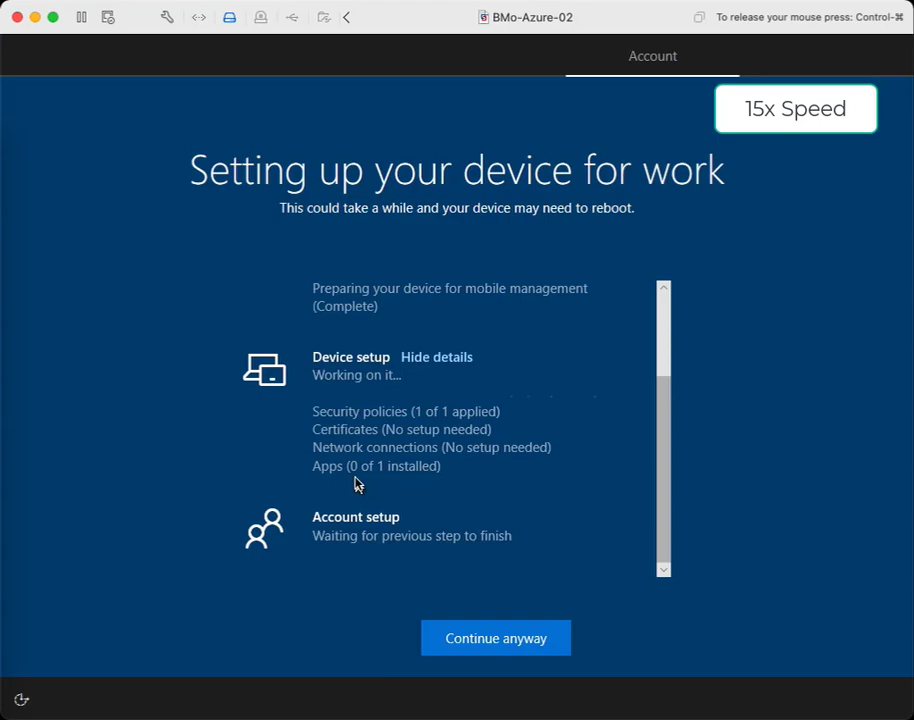 BMo-Azure-02
To release your mouse press: Control-⌘
Account
15x Speed
Setting up your device for work
This could take a while and your device may need to reboot.
Preparing your device for mobile management
(Complete)
Device setup Hide details
Working on it...
Security policies (1 of 1 applied)
Certificates (No setup needed)
Network connections (No setup needed)
Apps (0 of 1 installed)
Account setup
Waiting for previous step to finish
Continue anyway